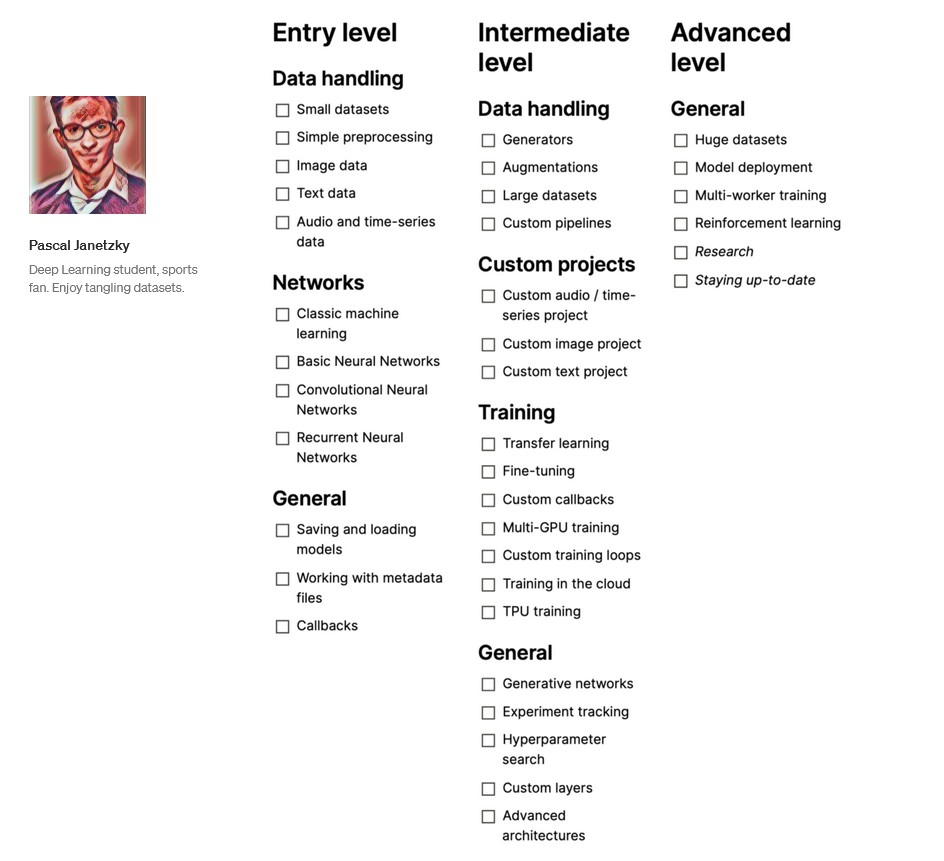 Pascal Janetzky
Deep Learning student, sports
fan. Enjoy tangling datasets.
Entry level
Data handling
Small datasets
Simple preprocessing
Image data
Text data
Audio and time-series
data
Networks
Classic machine
learning
Basic Neural Networks
Convolutional Neural
Networks
Recurrent Neural
Networks
General
Saving and loading
models
Working with metadata
files
Callbacks
Intermediate
level
Data handling
Generators
Augmentations
Large datasets
Custom pipelines
Custom projects
Custom audio / time-
series project
Custom image project
Custom text project
Training
Transfer learning
Fine-tuning
Custom callbacks
Multi-GPU training
Custom training loops
Training in the cloud
TPU training
General
Generative networks
Experiment tracking
Hyperparameter
search
Custom layers
Advanced
architectures
Advanced
level
General
Huge datasets
Model deployment
Multi-worker training
Reinforcement learning
Research
Staying up-to-date